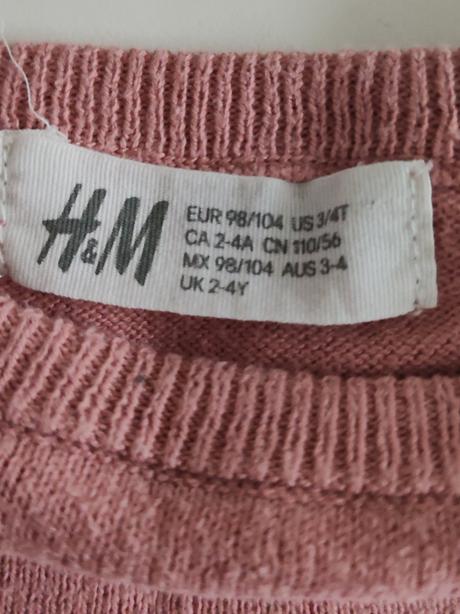 H&M
EUR 98/104 US 3/4T
CA 2-4A CN 110/56
MX 98/104 AUS 3-4
UK 2-4Y